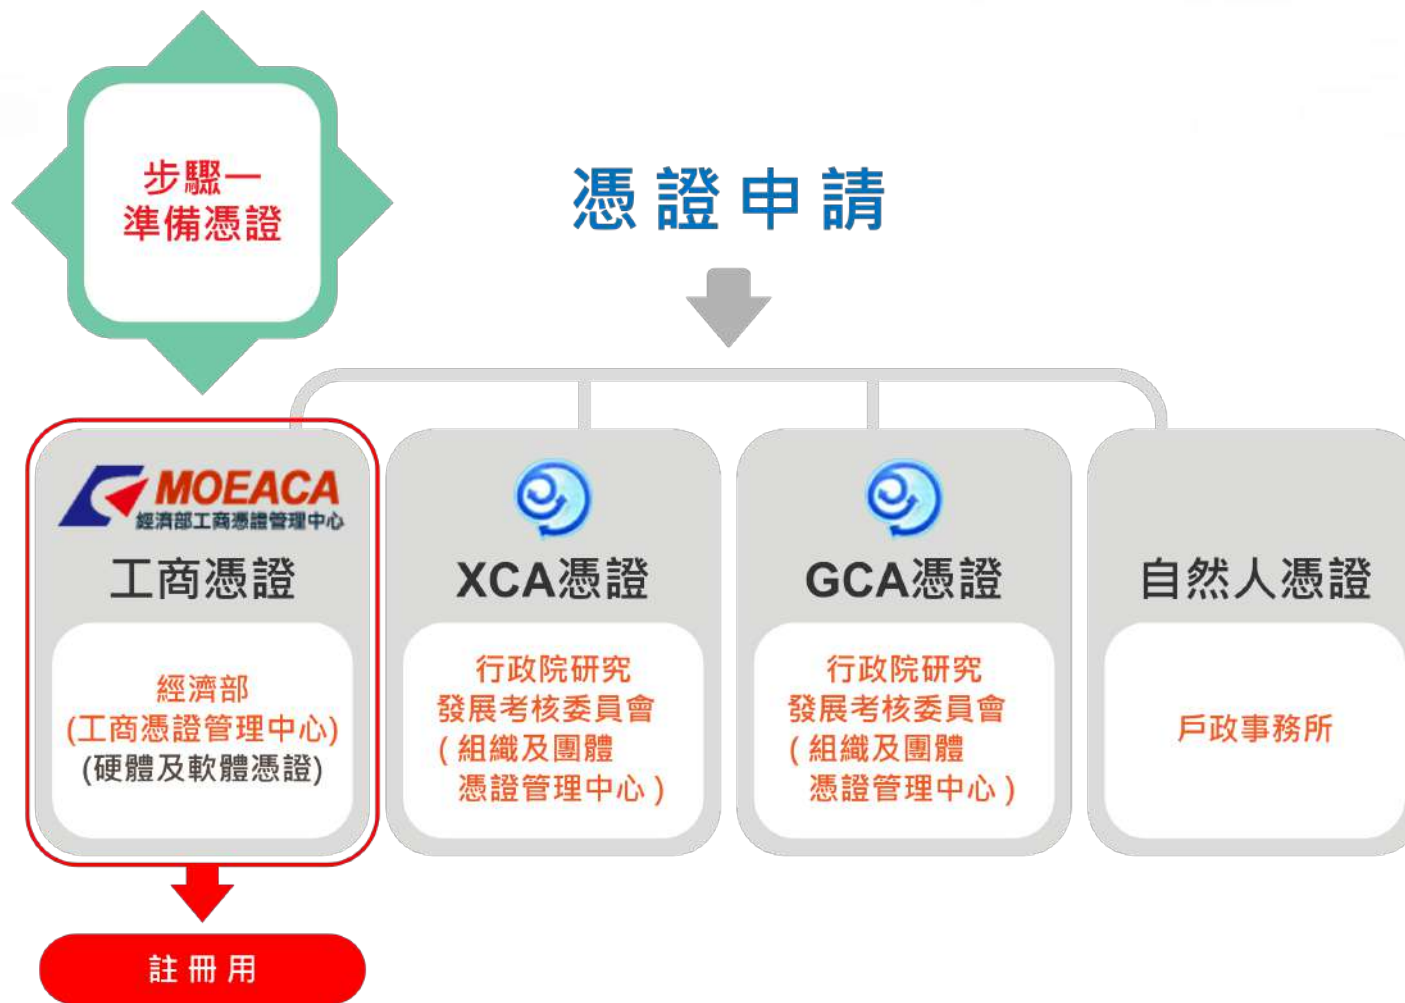 步驟一
準備憑證
憑證申請
MOEACA
經濟部工商憑證管理中心
工商憑證
經濟部
(工商憑證管理中心)
(硬體及軟體憑證)
XCA憑證
行政院研究
發展考核委員會
(組織及團體
憑證管理中心)
GCA憑證
行政院研究
發展考核委員會
(組織及團體
憑證管理中心)
自然人憑證
戶政事務所
註冊用